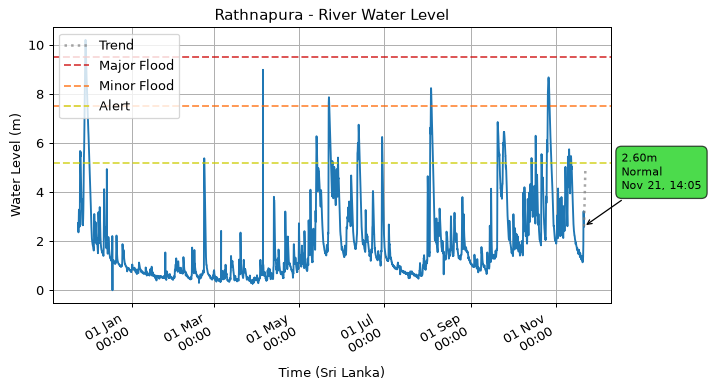 Rathnapura - River Water Level
Trend
Major Flood
Minor Flood
Alert
Water Level (m)
10
8
6
4
2
0
2.60m
Normal
Nov 21, 14:05
01 Jan
00:00
01 Mar
00:00
01 May
00:00
01 Jul
00:00
01 Sep
00:00
01 Nov
00:00
Time (Sri Lanka)